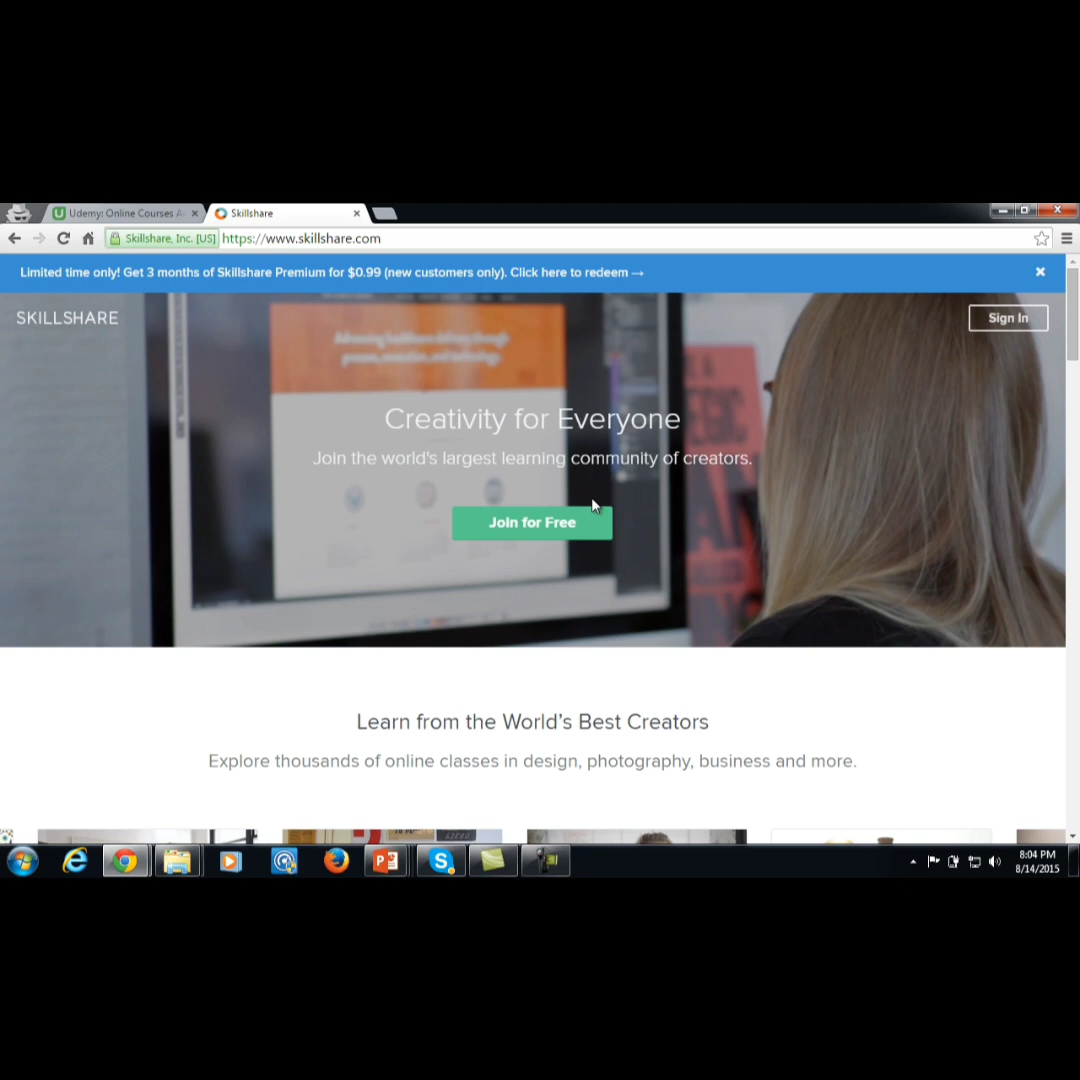 Udemy: Online Courses A
Skillshare
Skillshare, Inc. [US] https://www.skillshare.com
Limited time only! Get 3 months of Skillshare Premium for $0.99 (new customers only). Click here to redeem →
SKILLSHARE
Sign In
Creativity for Everyone
Join the world's largest learning community of creators.
Join for Free
Learn from the World's Best Creators
Explore thousands of online classes in design, photography, business and more.
8:04 PM
8/14/2015